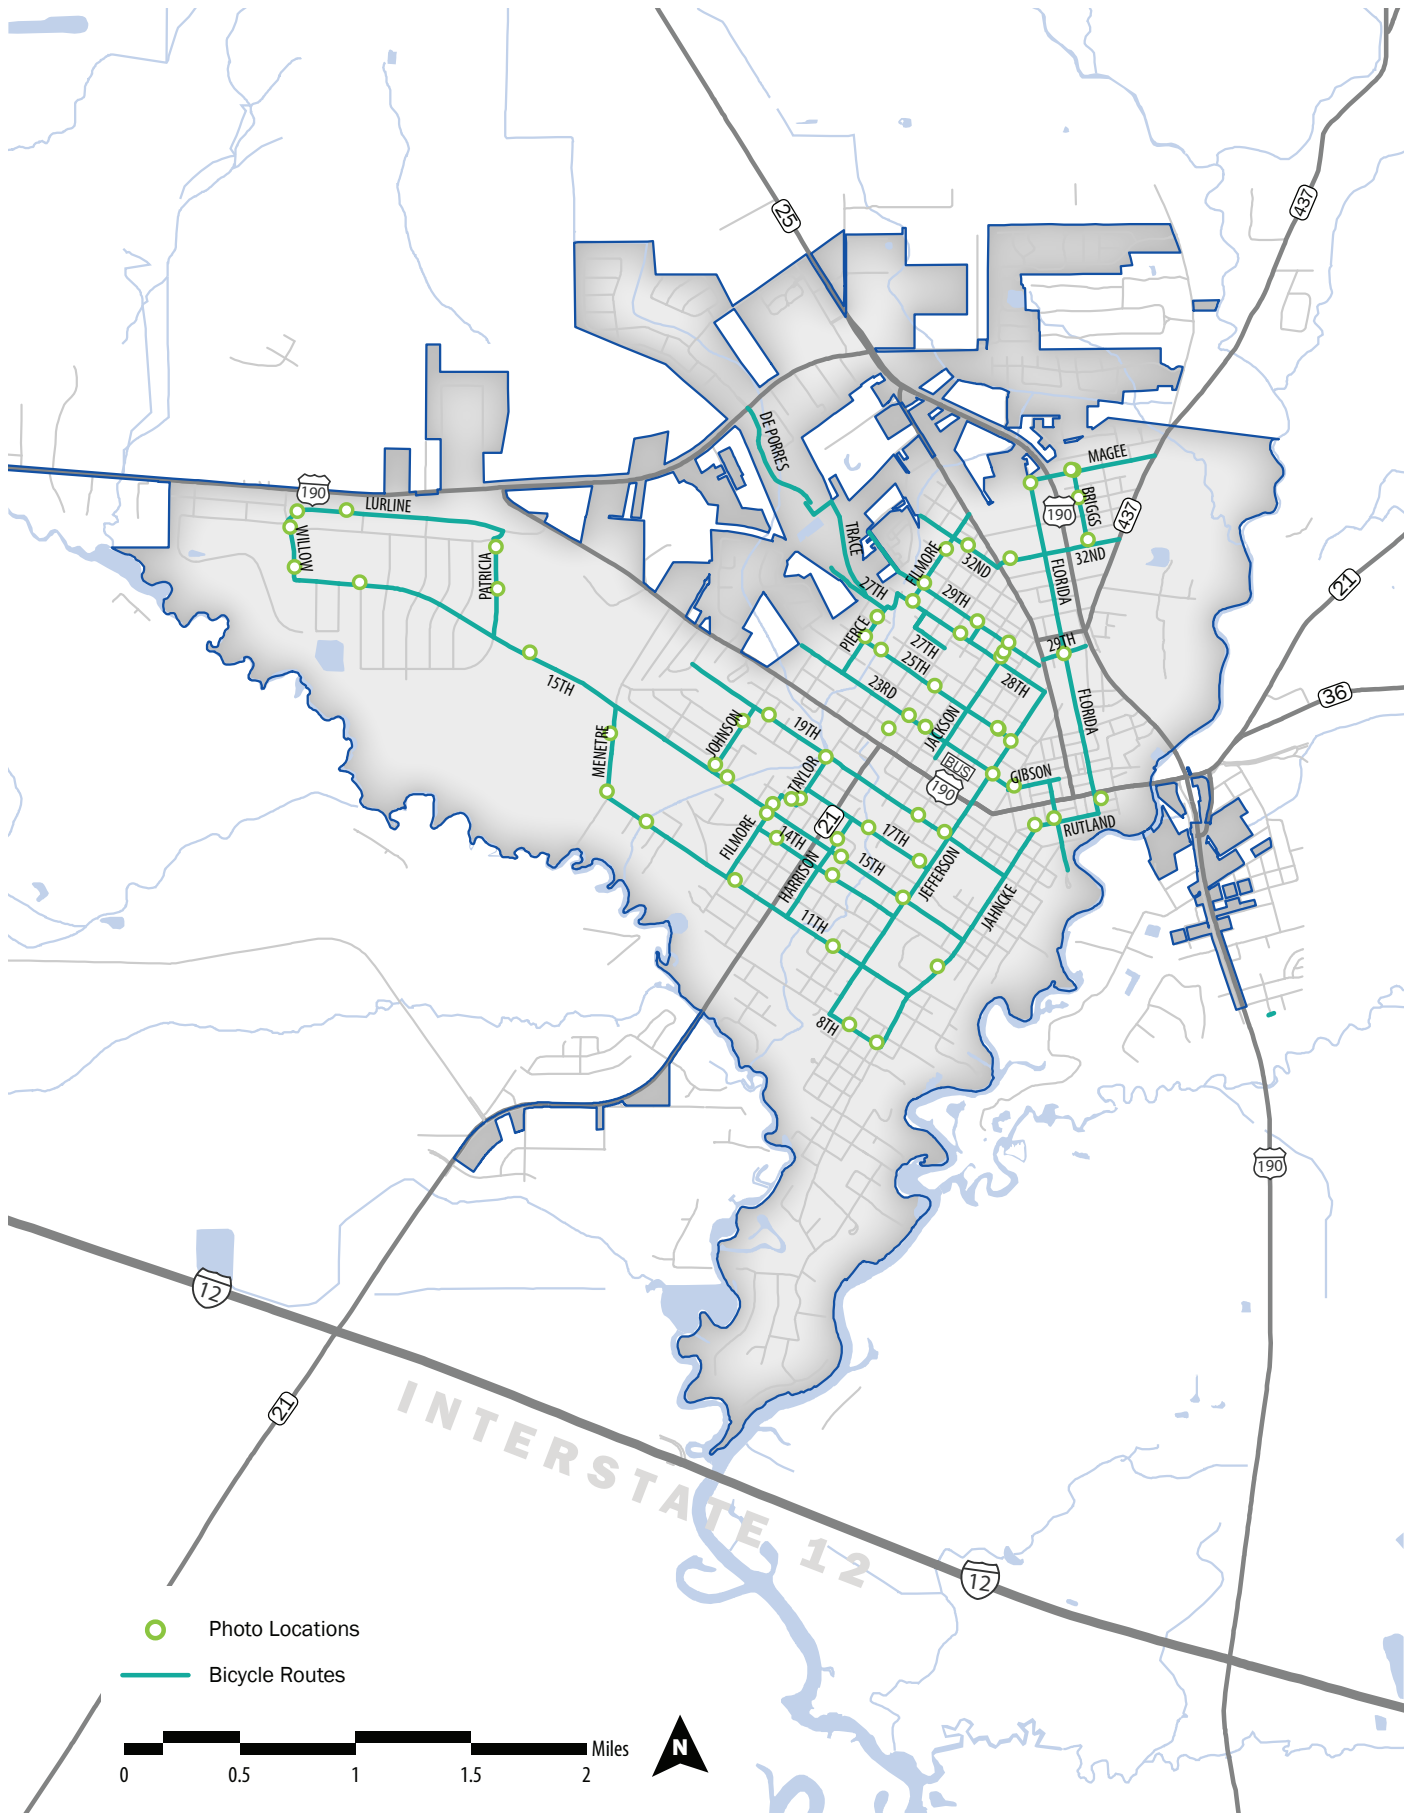 25
437
DE PORRES
MAGEE
190
LURLINE
BRIGGS
190
437
WILLOW
TRACE
FILMORE
32ND
32ND
PATRICIA
27TH
29TH
FLORIDA
21
PIERCE
27TH
29TH
25TH
28TH
15TH
23RD
36
JOHNSON
19TH
JACKSON
FLORIDA
MENETRE
TAYLOR
BUS
190
GIBSON
FILMORE
14TH
21
17TH
RUTLAND
HARRISON
15TH
JEFFERSON
11TH
JAHNCKE
8TH
190
12
21
INTERSTATE 12
12
Photo Locations
Bicycle Routes
Miles
N
0 0.5 1 1.5 2